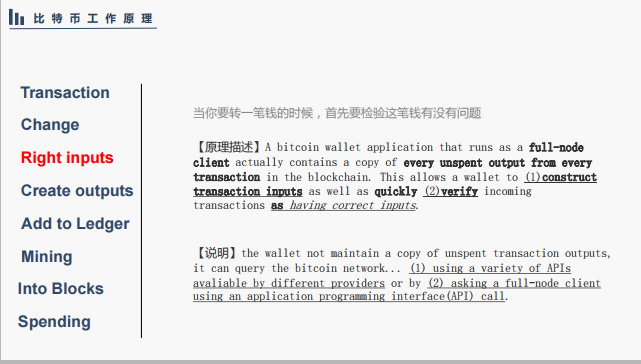 比特币工作原理
Transaction
Change
Right inputs
Create outputs
Add to Ledger
Mining
Into Blocks
Spending
当你要转一笔钱的时候，首先要检验这笔钱有没有问题
【原理描述】A bitcoin wallet application that runs as a full-node
client actually contains a copy of every unspent output from every
transaction in the blockchain. This allows a wallet to (1)construct
transaction inputs as well as quickly (2)verify incoming
transactions as having correct inputs.
【说明】the wallet not maintain a copy of unspent transaction outputs,
it can query the bitcoin network... (1) using a variety of APIs
avaliable by different providers or by (2) asking a full-node client
using an application programming interface(API) call.